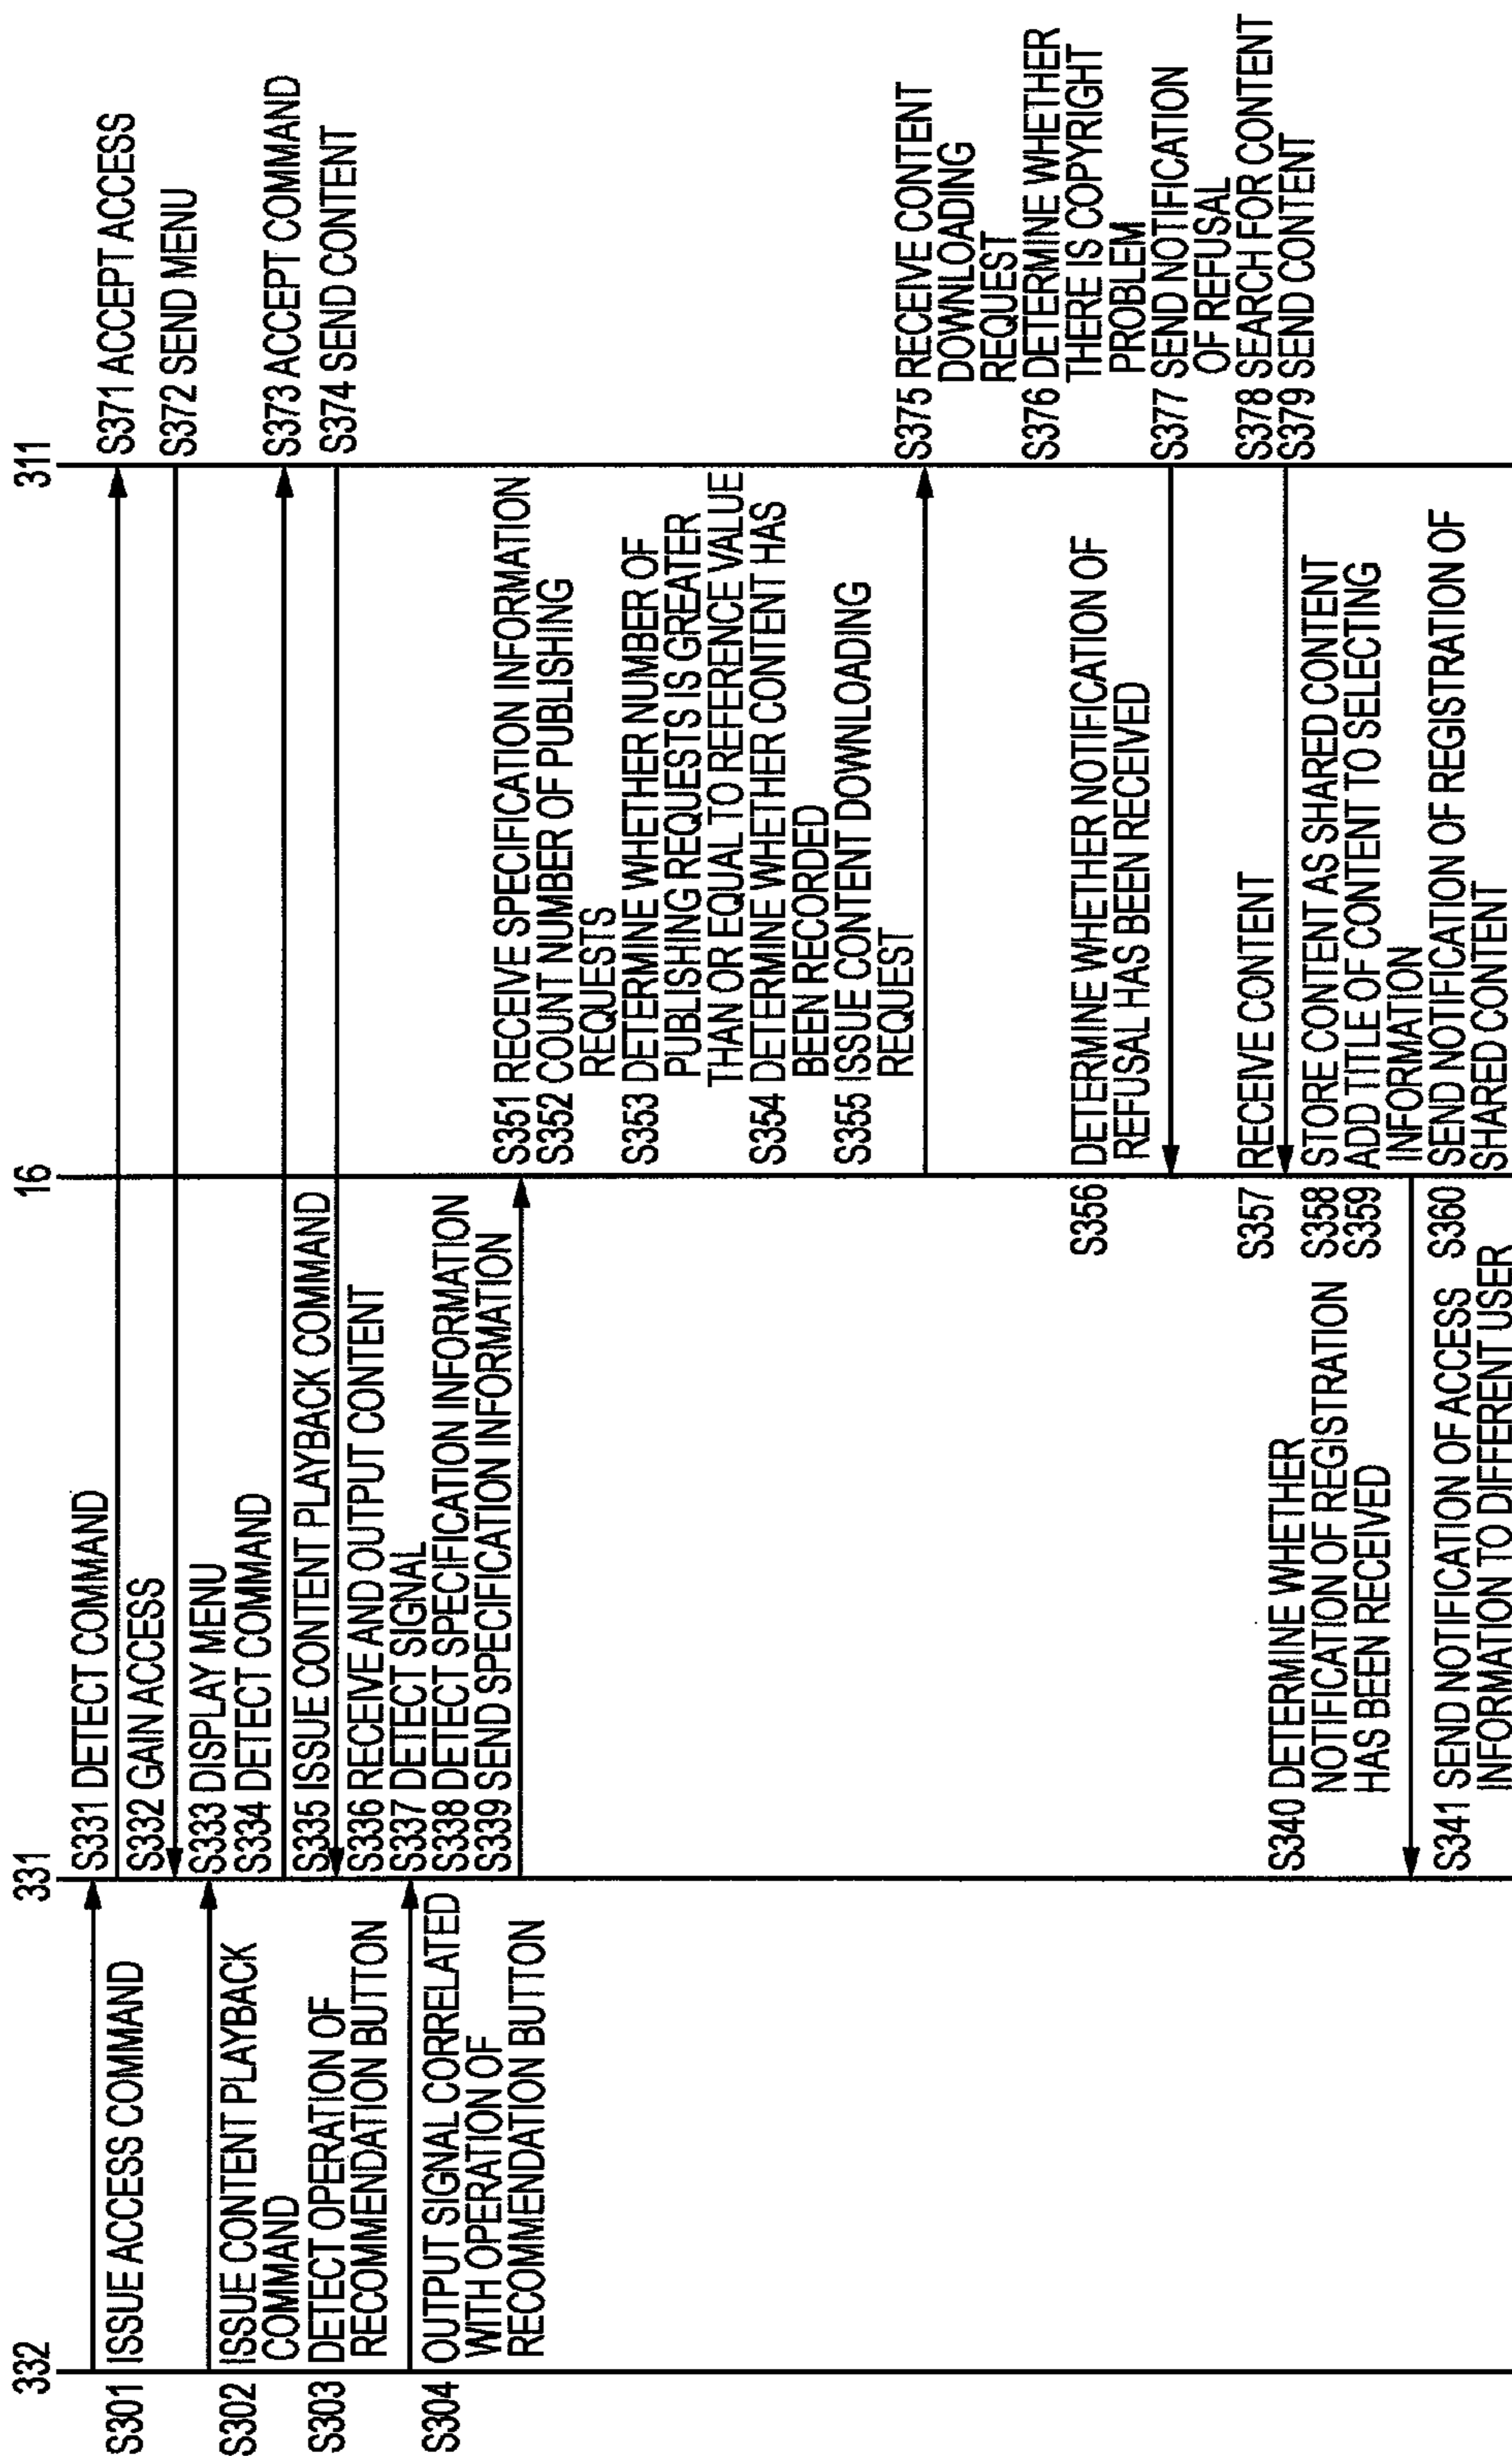 332
S301 ISSUE ACCESS COMMAND
S302 ISSUE CONTENT PLAYBACK
COMMAND
S303 DETECT OPERATION OF
RECOMMENDATION BUTTON
S304 OUTPUT SIGNAL CORRELATED
WITH OPERATION OF
RECOMMENDATION BUTTON
331
S331 DETECT COMMAND
S332 GAIN ACCESS
S333 DISPLAY MENU
S334 DETECT COMMAND
S335 ISSUE CONTENT PLAYBACK COMMAND
S336 RECEIVE AND OUTPUT CONTENT
S337 DETECT SIGNAL
S338 DETECT SPECIFICATION INFORMATION
S339 SEND SPECIFICATION INFORMATION
S340 DETERMINE WHETHER
NOTIFICATION OF REGISTRATION
HAS BEEN RECEIVED
S341 SEND NOTIFICATION OF ACCESS
INFORMATION TO DIFFERENT USER
16
S351 RECEIVE SPECIFICATION INFORMATION
S352 COUNT NUMBER OF PUBLISHING
REQUESTS
S353 DETERMINE WHETHER NUMBER OF
PUBLISHING REQUESTS IS GREATER
THAN OR EQUAL TO REFERENCE VALUE
S354 DETERMINE WHETHER CONTENT HAS
BEEN RECORDED
S355 ISSUE CONTENT DOWNLOADING
REQUEST
S356 DETERMINE WHETHER NOTIFICATION OF
REFUSAL HAS BEEN RECEIVED
S357 RECEIVE CONTENT
S358 STORE CONTENT AS SHARED CONTENT
S359 ADD TITLE OF CONTENT TO SELECTING
INFORMATION
S360 SEND NOTIFICATION OF REGISTRATION OF
SHARED CONTENT
311
S371 ACCEPT ACCESS
S372 SEND MENU
S373 ACCEPT COMMAND
S374 SEND CONTENT
S375 RECEIVE CONTENT
DOWNLOADING
REQUEST
S376 DETERMINE WHETHER
THERE IS COPYRIGHT
PROBLEM
S377 SEND NOTIFICATION
OF REFUSAL
S378 SEARCH FOR CONTENT
S379 SEND CONTENT